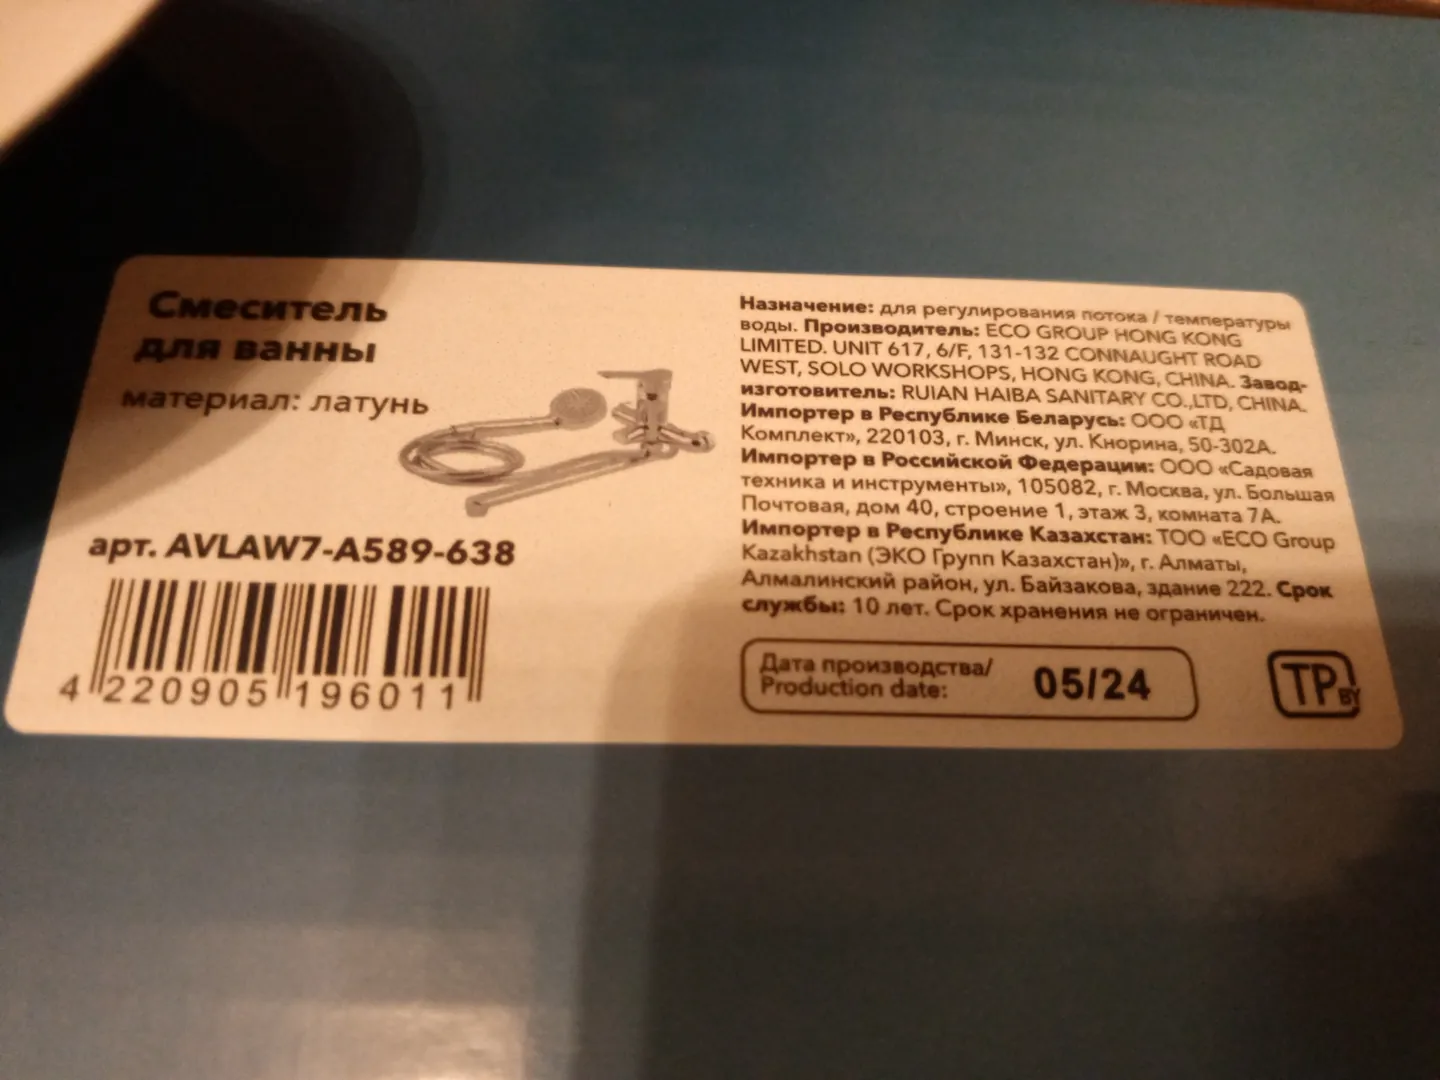 Смеситель
для ванны
материал: латунь
арт. AVLAW7-A589-638
4 220905 196011
Назначение: для регулирования потока / температуры
воды. Производитель: ECO GROUP HONG KONG
LIMITED. UNIT 617, 6/F, 131-132 CONNAUGHT ROAD
WEST, SOLO WORKSHOPS, HONG KONG, CHINA. Завод-
изготовитель: RUIAN HAIBA SANITARY CO.,LTD, CHINA.
Импортер в Республике Беларусь: ООО «ТД
Комплект», 220103, г. Минск, ул. Кнорина, 50-302А.
Импортер в Российской Федерации: ООО «Садовая
техника и инструменты», 105082, г. Москва, ул. Большая
Почтовая, дом 40, строение 1, этаж 3, комната 7А.
Импортер в Республике Казахстан: ТОО «ECO Group
Kazakhstan (ЭКО Групп Казахстан)», г. Алматы,
Алмалинский район, ул. Байзакова, здание 222. Срок
службы: 10 лет. Срок хранения не ограничен.
Дата производства/
Production date:
05/24
TP BY